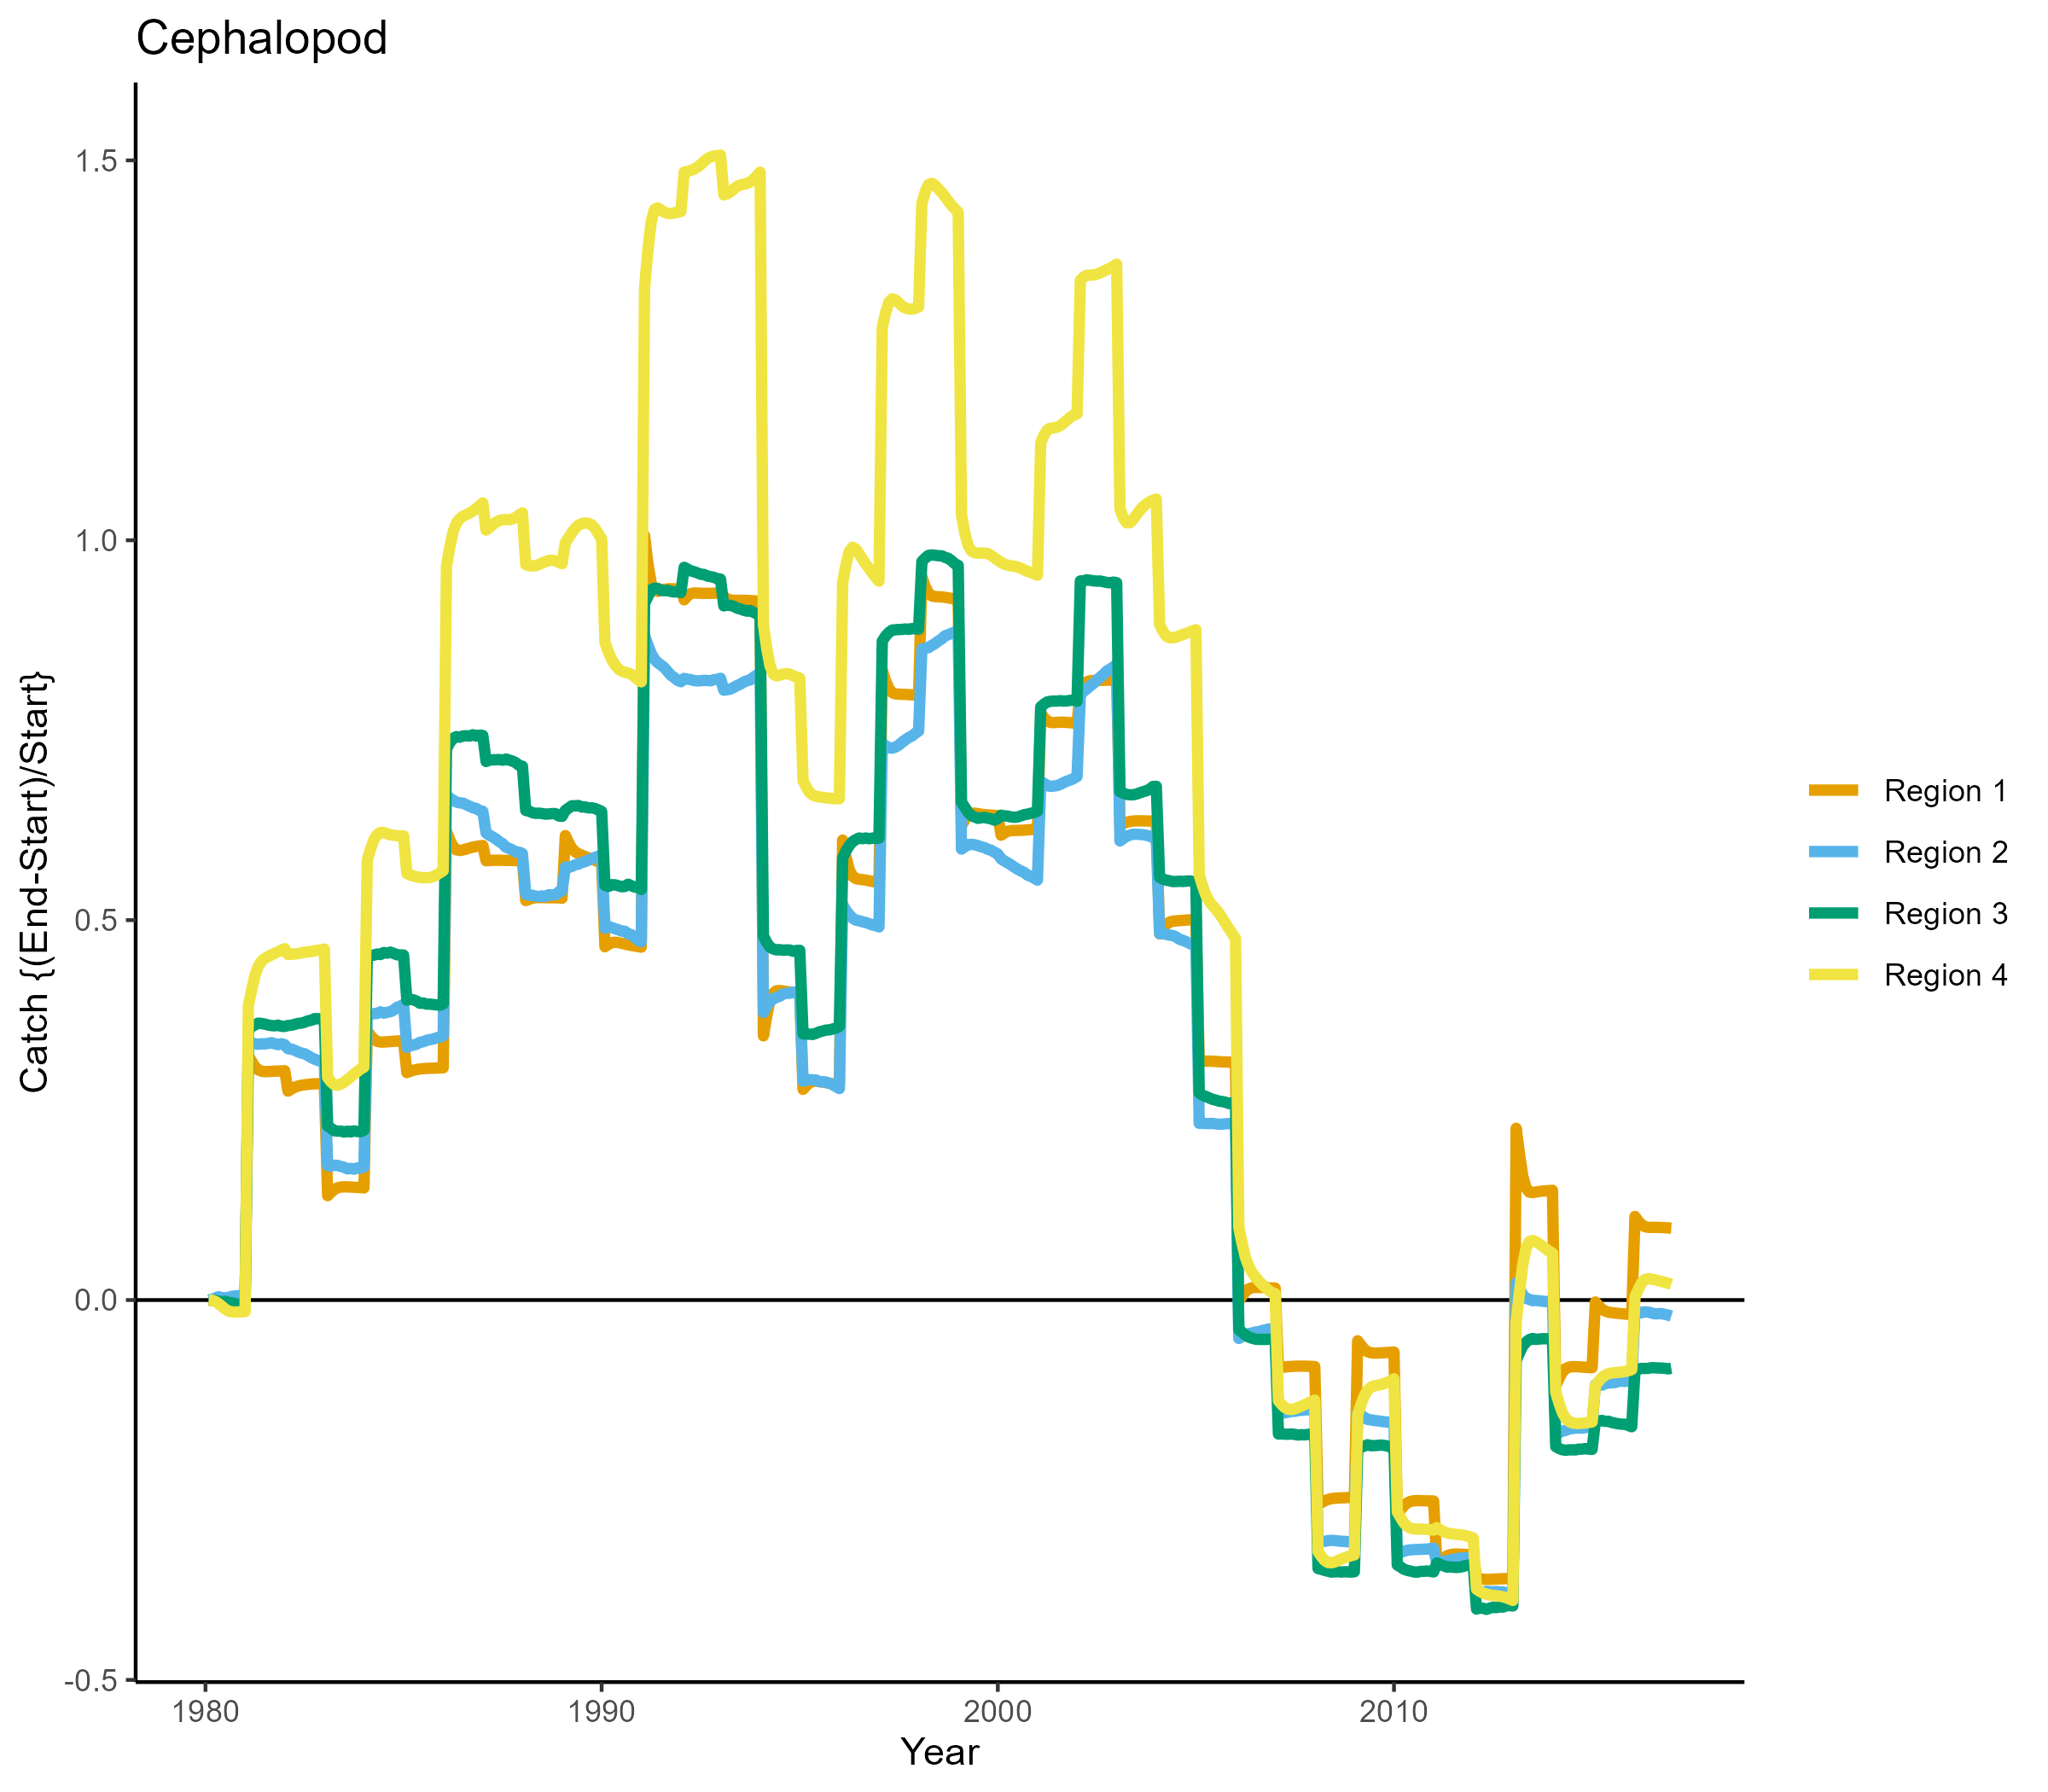 Cephalopod
Catch {(End-Start)/Start}
1.5
1.0
0.5
0.0
-0.5
1980
1990
2000
2010
Year
Region 1
Region 2
Region 3
Region 4